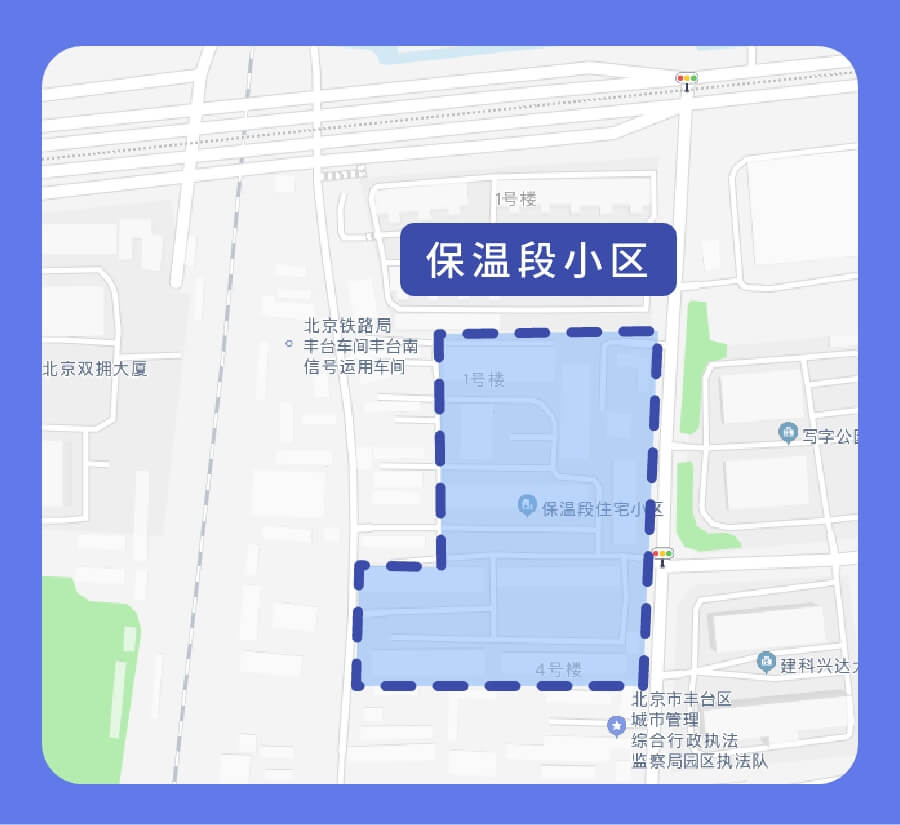 1号楼
保温段小区
北京铁路局
丰台车间丰台南
信号运用车间
北京双拥大厦
1号楼
写字公园
保温段住宅小区
4号楼
建科兴达大
北京市丰台区
城市管理
综合行政执法
监察局园区执法队